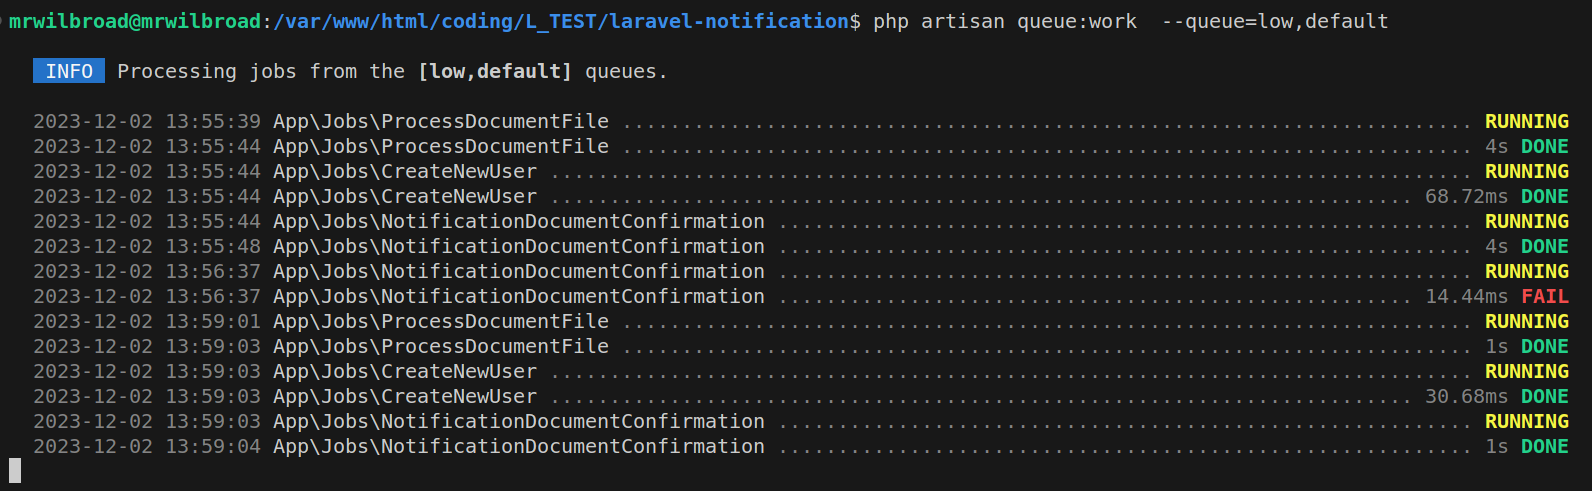 mrwilbroad@mrwilbroad:/var/www/html/coding/L_TEST/laravel-notification$ php artisan queue:work  --queue=low,default
INFO  Processing jobs from the [low,default] queues.
2023-12-02 13:55:39 App\Jobs\ProcessDocumentFile ....................................................................... RUNNING
2023-12-02 13:55:44 App\Jobs\ProcessDocumentFile ....................................................................... 4s DONE
2023-12-02 13:55:44 App\Jobs\CreateNewUser ............................................................................. RUNNING
2023-12-02 13:55:44 App\Jobs\CreateNewUser ........................................................................ 68.72ms DONE
2023-12-02 13:55:44 App\Jobs\NotificationDocumentConfirmation .......................................................... RUNNING
2023-12-02 13:55:48 App\Jobs\NotificationDocumentConfirmation .......................................................... 4s DONE
2023-12-02 13:56:37 App\Jobs\NotificationDocumentConfirmation .......................................................... RUNNING
2023-12-02 13:56:37 App\Jobs\NotificationDocumentConfirmation ..................................................... 14.44ms FAIL
2023-12-02 13:59:01 App\Jobs\ProcessDocumentFile ....................................................................... RUNNING
2023-12-02 13:59:03 App\Jobs\ProcessDocumentFile ....................................................................... 1s DONE
2023-12-02 13:59:03 App\Jobs\CreateNewUser ............................................................................. RUNNING
2023-12-02 13:59:03 App\Jobs\CreateNewUser ........................................................................ 30.68ms DONE
2023-12-02 13:59:03 App\Jobs\NotificationDocumentConfirmation .......................................................... RUNNING
2023-12-02 13:59:04 App\Jobs\NotificationDocumentConfirmation .......................................................... 1s DONE